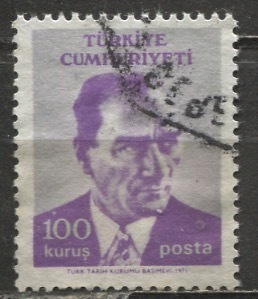 TÜRKİYE
CUMHURİYETİ
100
kuruş posta
TÜRK TARİH KURUMU BASIMEVİ, 1971